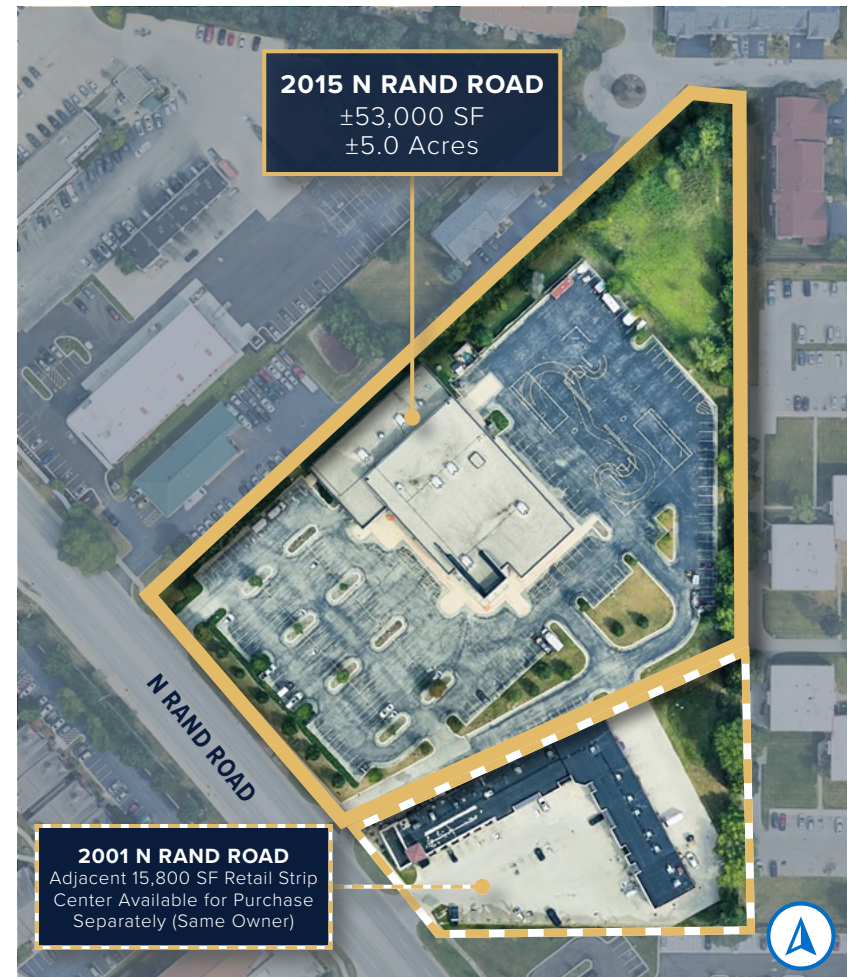 2015 N RAND ROAD
±53,000 SF
±5.0 Acres
N RAND ROAD
2001 N RAND ROAD
Adjacent 15,800 SF Retail Strip
Center Available for Purchase
Separately (Same Owner)